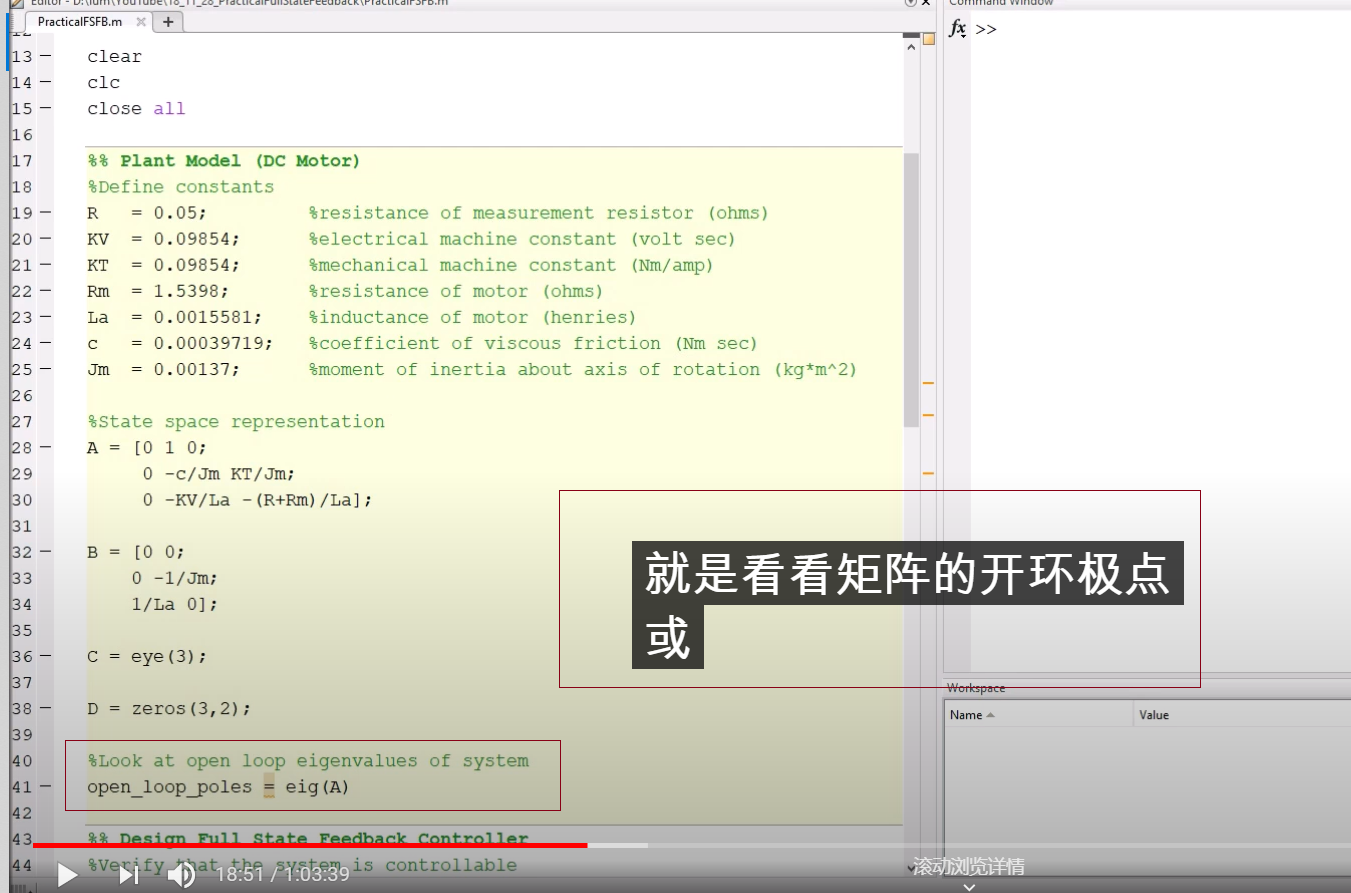 Editor - D:\lum\YouTube\18_11_28_PracticalFullStateFeedback\PracticalFSFB.m
Command Window
PracticalFSFB.m × +
fx >>
12
13 – clear
14 – clc
15 – close all
16
17 %% Plant Model (DC Motor)
18 %Define constants
19 – R = 0.05; %resistance of measurement resistor (ohms)
20 – KV = 0.09854; %electrical machine constant (volt sec)
21 – KT = 0.09854; %mechanical machine constant (Nm/amp)
22 – Rm = 1.5398; %resistance of motor (ohms)
23 – La = 0.0015581; %inductance of motor (henries)
24 – c = 0.00039719; %coefficient of viscous friction (Nm sec)
25 – Jm = 0.00137; %moment of inertia about axis of rotation (kg*m^2)
26
27 %State space representation
28 – A = [0 1 0;
29 0 -c/Jm KT/Jm;
30 0 -KV/La -(R+Rm)/La];
31
32 – B = [0 0;
33 0 -1/Jm;
34 1/La 0];
35
36 – C = eye(3);
37
38 – D = zeros(3,2);
39
40 %Look at open loop eigenvalues of system
41 – open_loop_poles = eig(A)
42
43 %% Design Full State Feedback Controller
44 %Verify that the system is controllable
就是看看矩阵的开环极点
或
Workspace
Name Value
18:51 / 1:03:39
滚动浏览详情